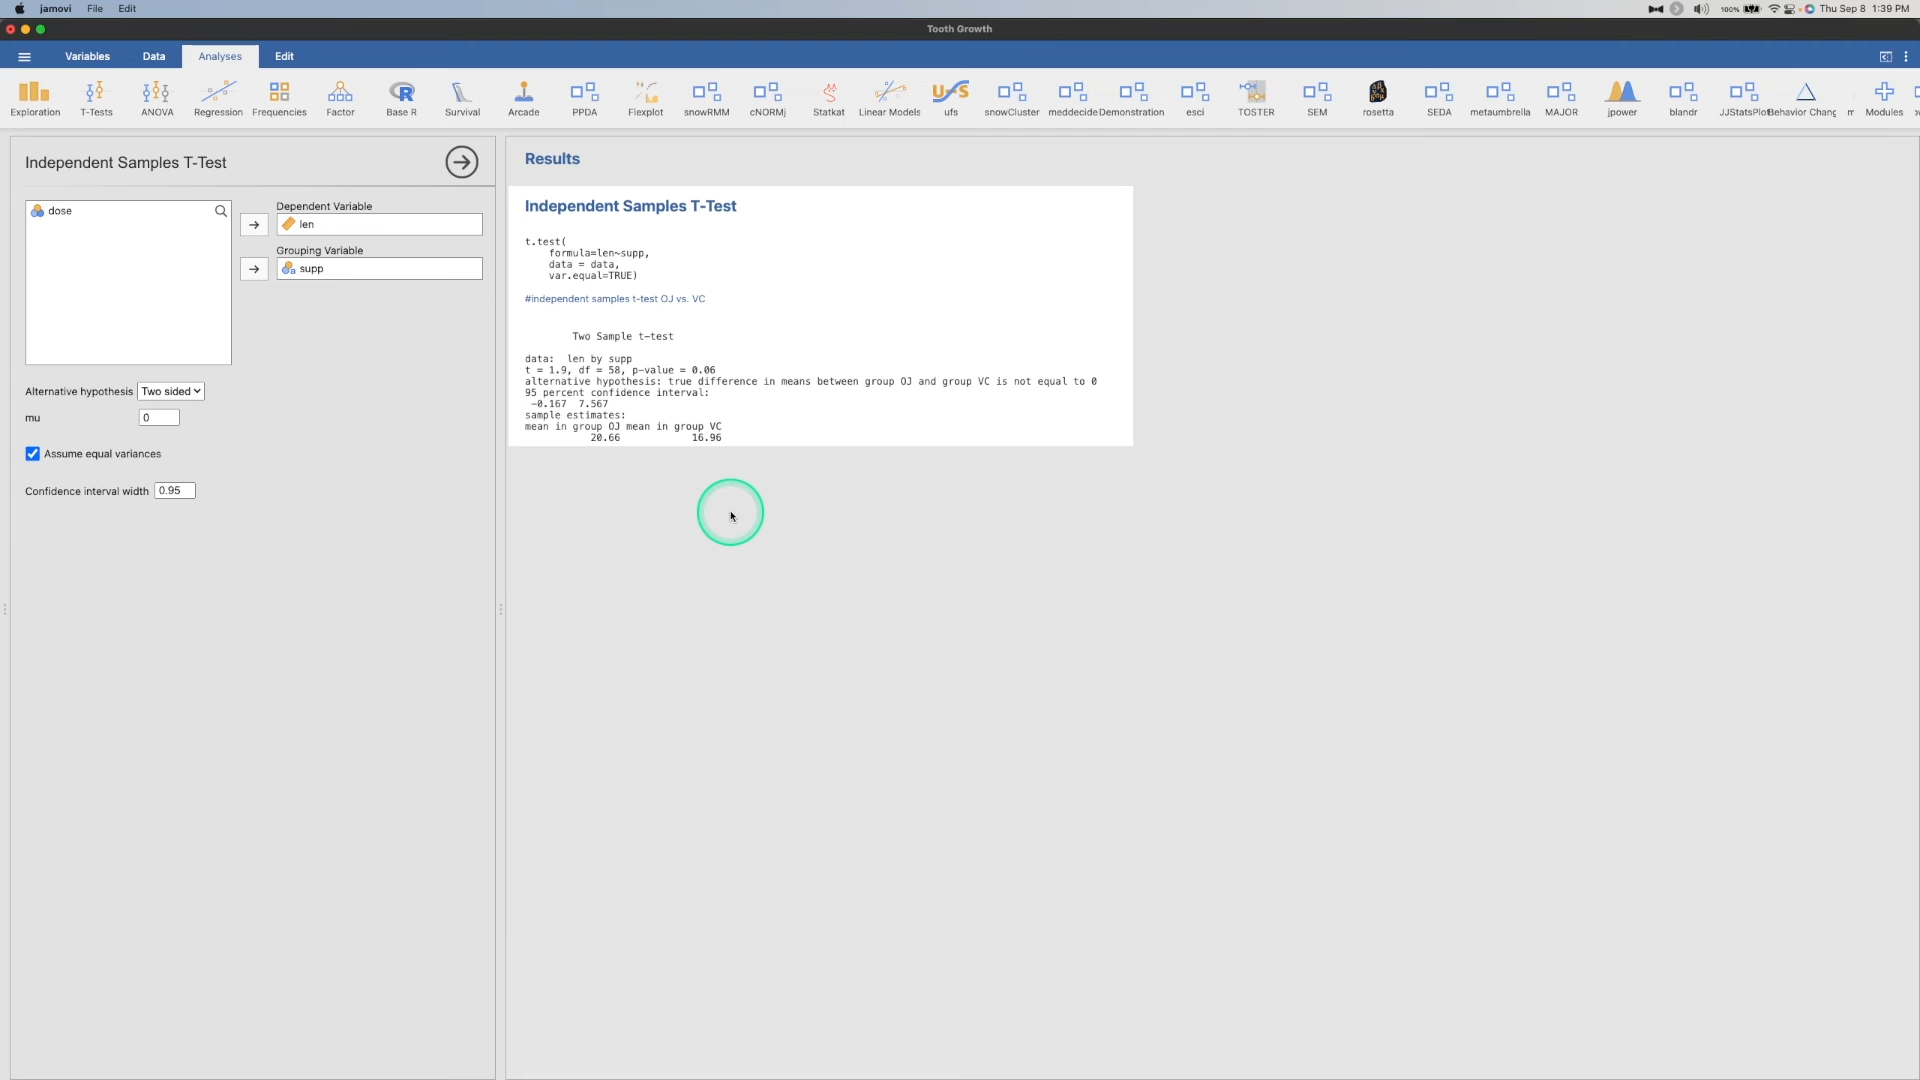 jamovi File Edit
100% Thu Sep 8 1:39 PM
Tooth Growth
Variables Data Analyses Edit
Exploration T-Tests ANOVA Regression Frequencies Factor Base R Survival Arcade PPDA Flexplot snowRMM cNORMj Statkat Linear Models ufs snowCluster meddecide Demonstration esci TOSTER SEM rosetta SEDA metaumbrella MAJOR jpower blandr JJStatsPlot Behavior Chang m Modules
Independent Samples T-Test
dose
Dependent Variable
len
Grouping Variable
supp
Alternative hypothesis Two sided
mu 0
Assume equal variances
Confidence interval width 0.95
Results
Independent Samples T-Test
t.test(
formula=len~supp,
data = data,
var.equal=TRUE)
#independent samples t-test OJ vs. VC
Two Sample t-test
data: len by supp
t = 1.9, df = 58, p-value = 0.06
alternative hypothesis: true difference in means between group OJ and group VC is not equal to 0
95 percent confidence interval:
-0.167 7.567
sample estimates:
mean in group OJ mean in group VC
20.66 16.96